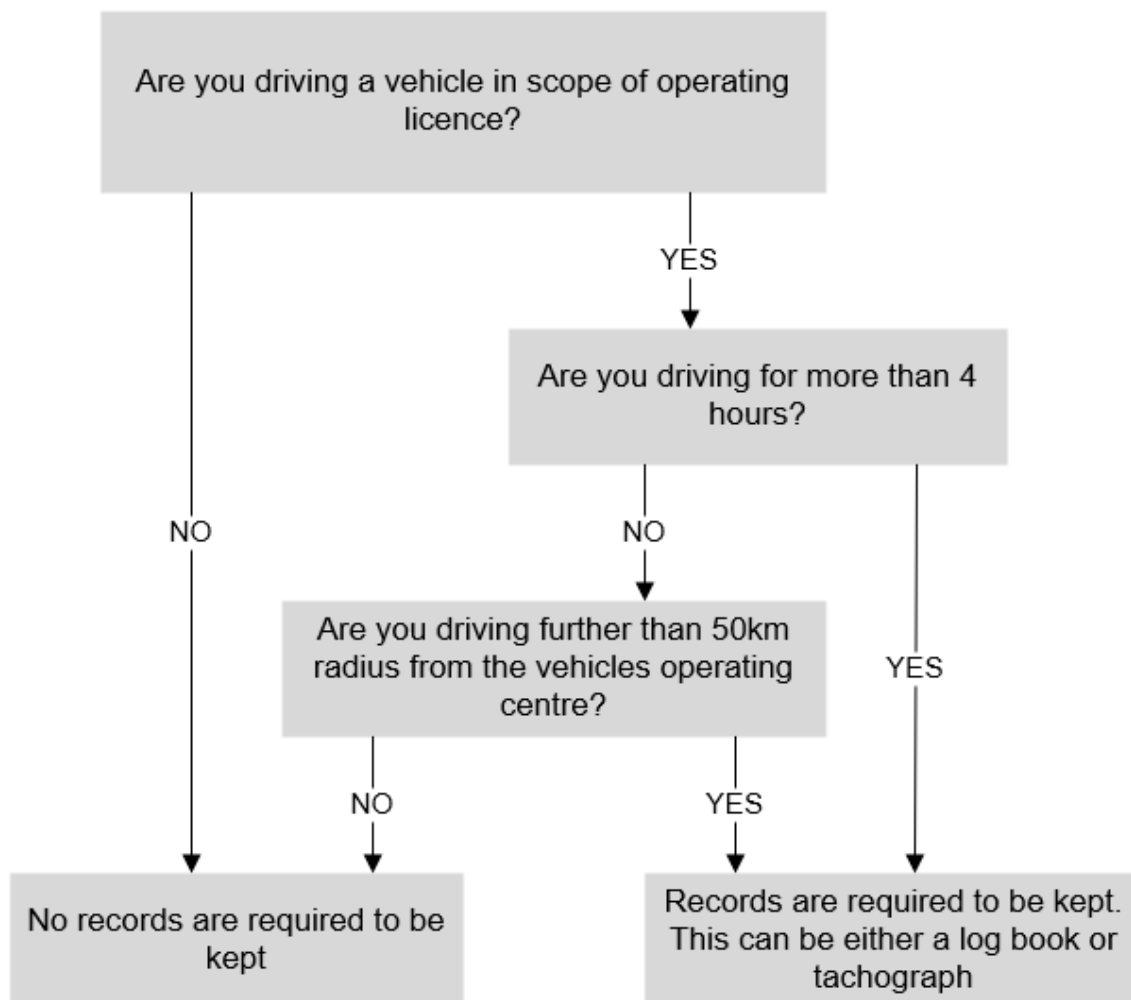 Are you driving a vehicle in scope of operating
licence?
YES
Are you driving for more than 4
hours?
NO
NO
Are you driving further than 50km
radius from the vehicles operating
centre?
YES
NO
YES
No records are required to be
kept
Records are required to be kept.
This can be either a log book or
tachograph